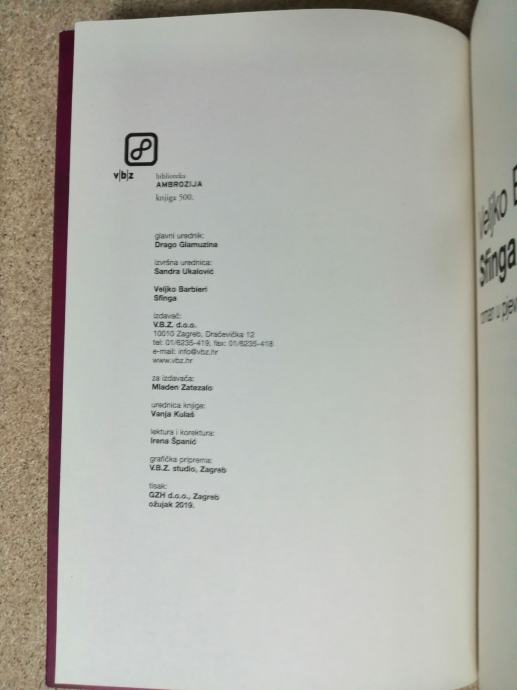 v|b|z
biblioteka
AMBROZIJA
knjiga 500.
glavni urednik:
Drago Glamuzina
izvršna urednica:
Sandra Ukalović
Veljko Barbieri
Sfinga
izdavač:
V.B.Z. d.o.o.
10010 Zagreb, Dračevička 12
tel: 01/6235-419, fax: 01/6235-418
e-mail: info@vbz.hr
www.vbz.hr
za izdavača:
Mladen Zatezalo
urednica knjige:
Vanja Kulaš
lektura i korektura:
Irena Španić
grafička priprema:
V.B.Z. studio, Zagreb
tisak:
GZH d.o.o., Zagreb
ožujak 2019.
Veljko
Sfinga
roman u